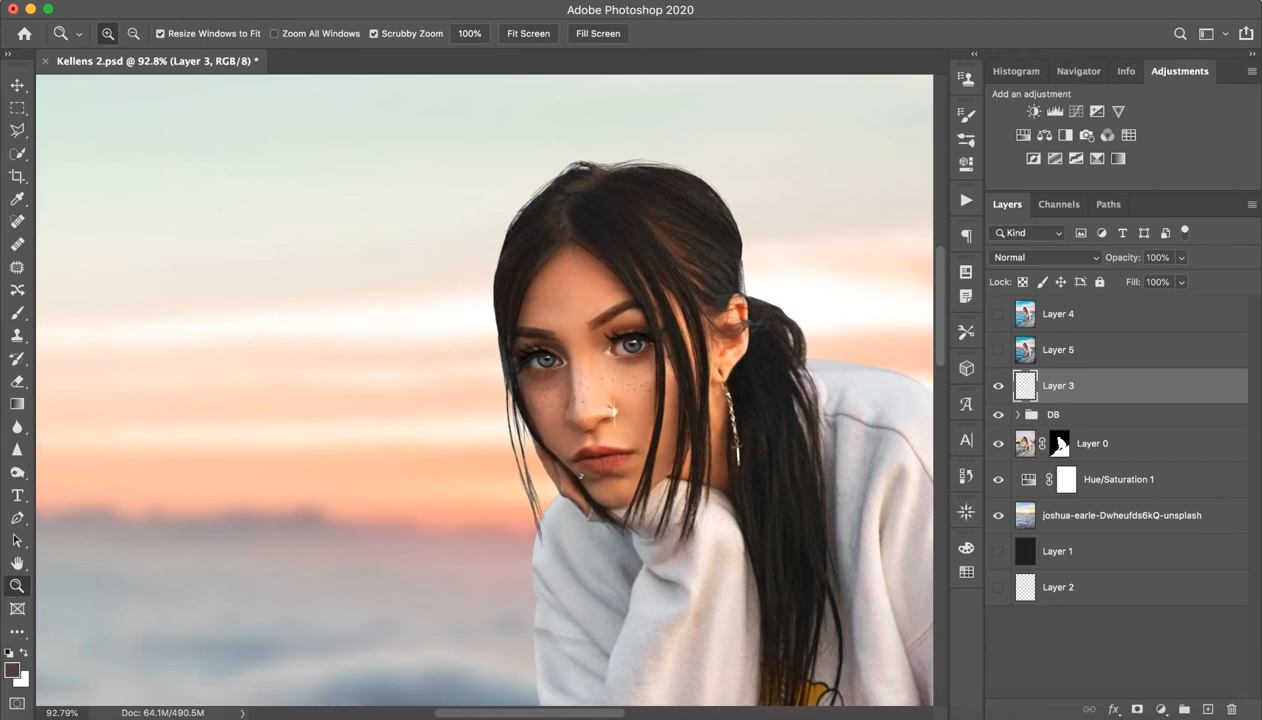 Adobe Photoshop 2020
Resize Windows to Fit Zoom All Windows Scrubby Zoom 100% Fit Screen Fill Screen
Kellens 2.psd @ 92.8% (Layer 3, RGB/8) *
Histogram Navigator Info Adjustments
Add an adjustment
Layers Channels Paths
Kind
Normal Opacity: 100%
Lock: Fill: 100%
Layer 4
Layer 5
Layer 3
DB
Layer 0
Hue/Saturation 1
joshua-earle-Dwheufds6kQ-unsplash
Layer 1
Layer 2
92.79% Doc: 64.1M/490.5M